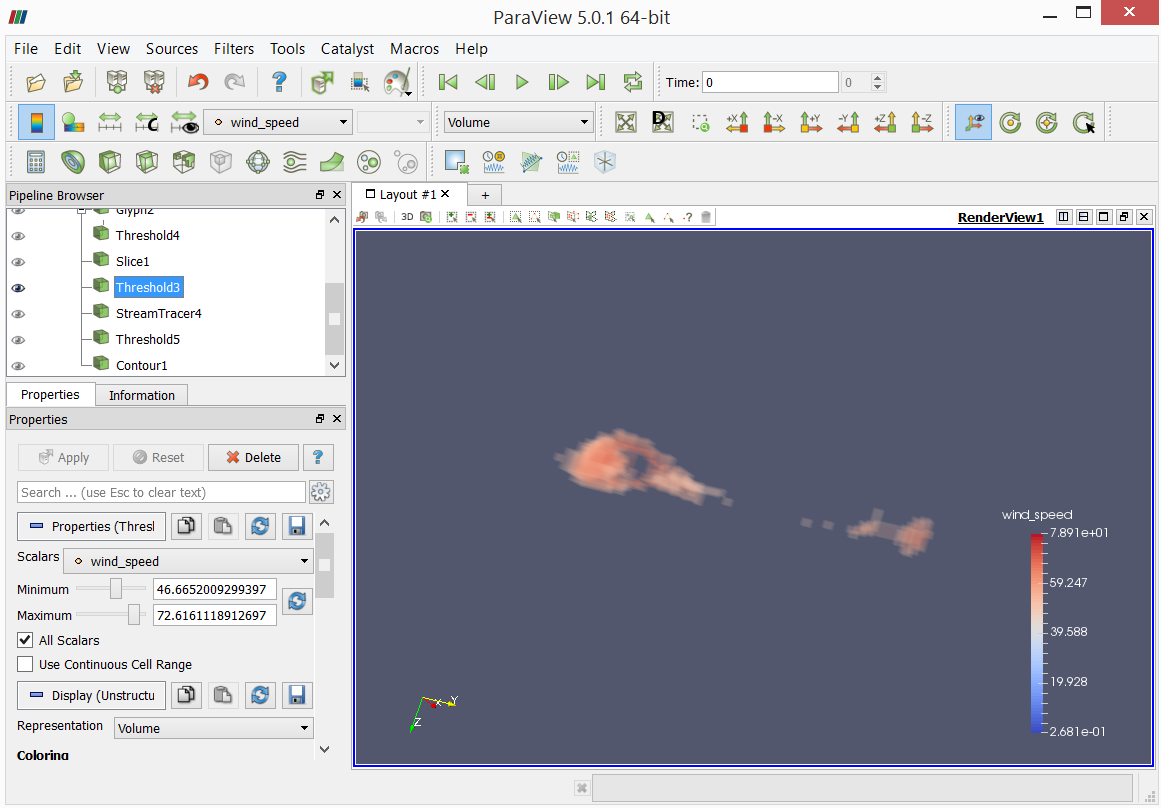 ParaView 5.0.1 64-bit
File Edit View Sources Filters Tools Catalyst Macros Help
Time: 0 0
wind_speed Volume +X -X +Y -Y +Z -Z
Pipeline Browser
Layout #1 +
3D RenderView1
Glyph2
Threshold4
Slice1
Threshold3
StreamTracer4
Threshold5
Contour1
Properties Information
Properties
Apply Reset Delete ?
Search ... (use Esc to clear text)
Properties (Thresl
Scalars wind_speed
Minimum 46.6652009299397
Maximum 72.6161118912697
All Scalars
Use Continuous Cell Range
Display (Unstructu
Representation Volume
Coloring
wind_speed
7.891e+01
59.247
39.588
19.928
2.681e-01
X Y
Z